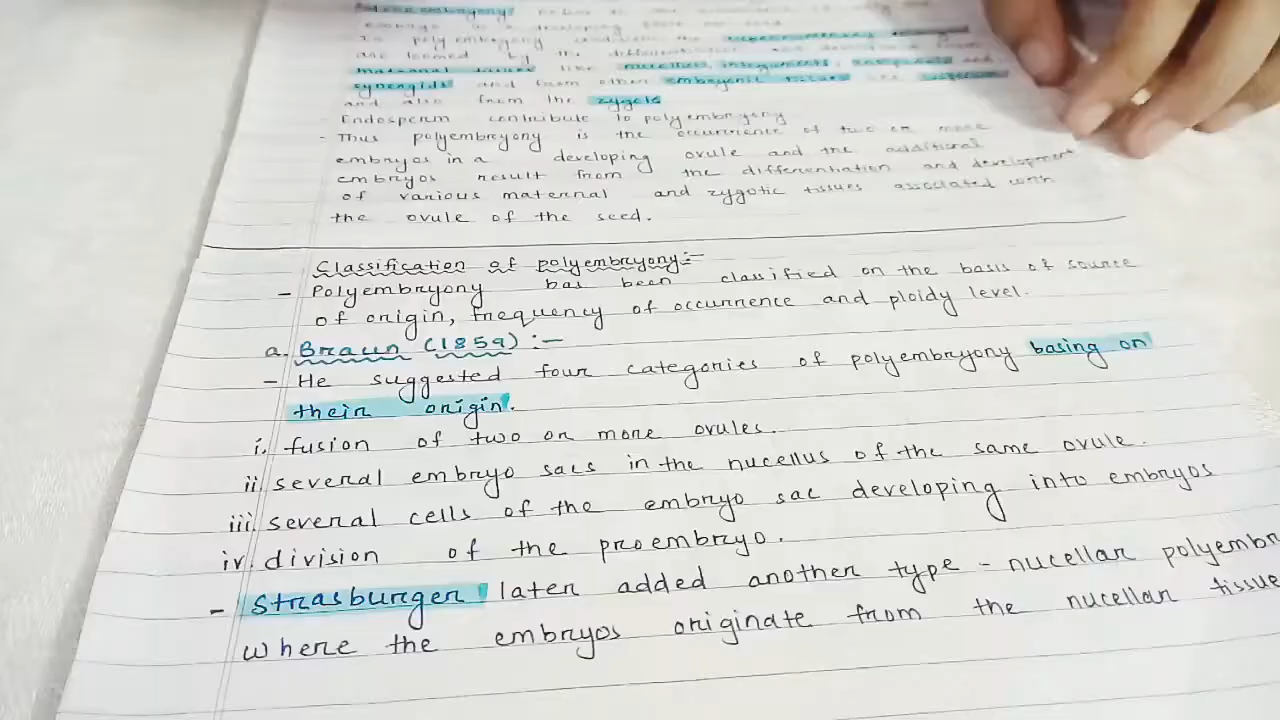 to polyembryony
are formed by the
maternal tissues like nucellus, integuments, and
synergids and from other embryonic tissues
and also from the zygote
Endosperm contribute to polyembryony
- Thus polyembryony is the occurrence of two or more
embryos in a developing ovule and the additional
embryos result from the differentiation and development
of various maternal and zygotic tissues associated with
the ovule of the seed.
Classification of polyembryony:-
- Polyembryony has been classified on the basis of source
of origin, frequency of occurrence and ploidy level.
a. Braun (1859) :-
- He suggested four categories of polyembryony basing on
their origin.
i. fusion of two or more ovules.
ii several embryo sacs in the nucellus of the same ovule.
iii. several cells of the embryo sac developing into embryos
iv. division of the proembryo.
- Strasburger later added another type - nucellar polyembr
where the embryos originate from the nucellar tissue